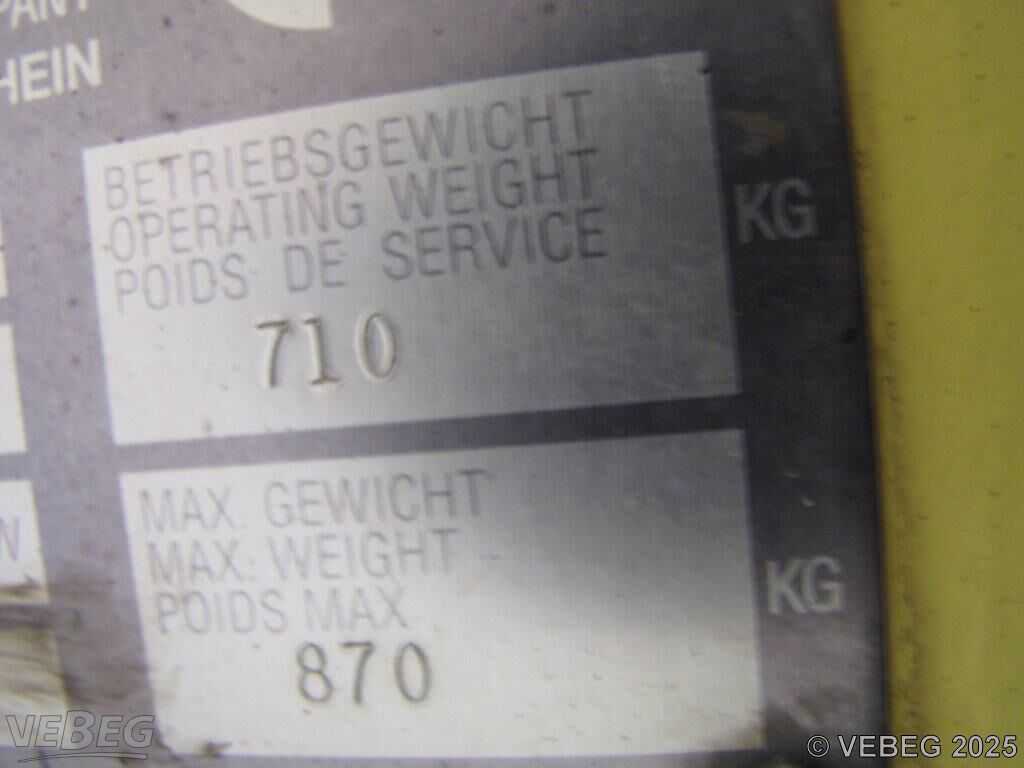 HEIN
BETRIEBSGEWICHT
OPERATING WEIGHT
POIDS DE SERVICE
710
KG
MAX. GEWICHT
MAX. WEIGHT
POIDS MAX
870
KG
N
VEBEG
© VEBEG 2025